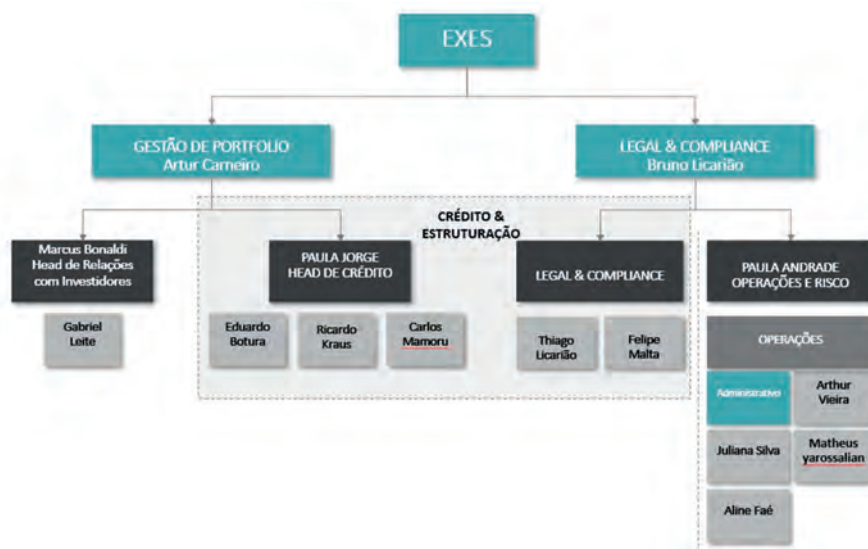 EXES
GESTÃO DE PORTFOLIO
Artur Carneiro
LEGAL & COMPLIANCE
Bruno Licarião
CRÉDITO &
ESTRUTURAÇÃO
Marcus Bonaldi
Head de Relações
com Investidores
PAULA JORGE
HEAD DE CRÉDITO
LEGAL & COMPLIANCE
PAULA ANDRADE
OPERAÇÕES E RISCO
Gabriel
Leite
Eduardo
Botura
Ricardo
Kraus
Carlos
Mamoru
Thiago
Licarião
Felipe
Malta
OPERAÇÕES
Administrativo
Arthur
Vieira
Juliana Silva
Matheus
yarossalian
Aline Faé